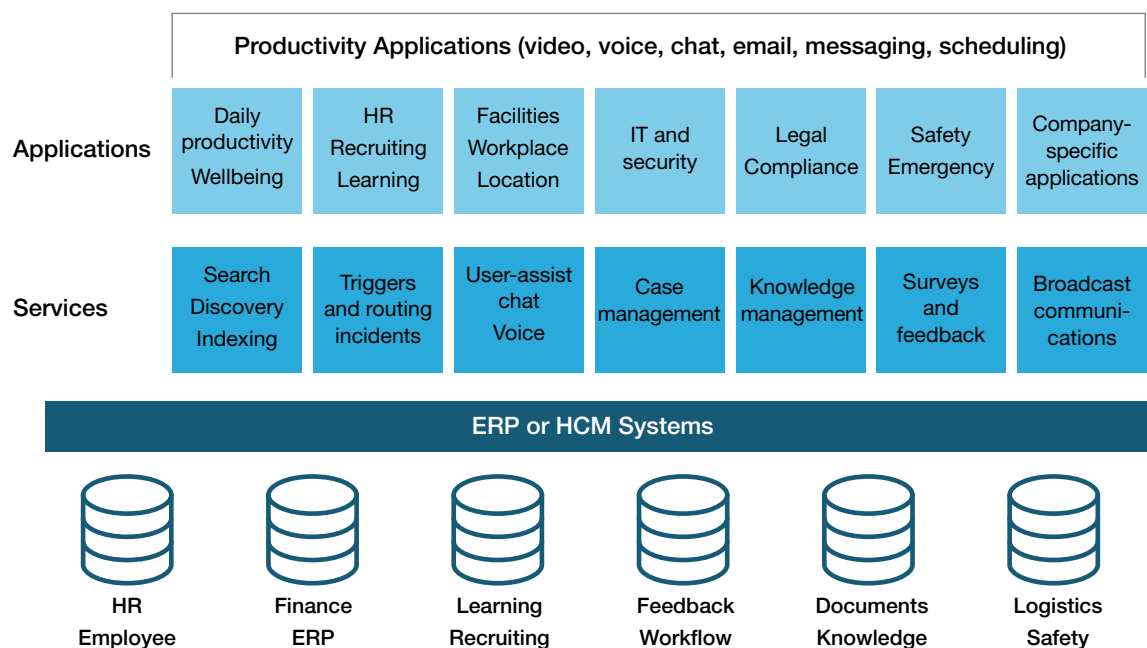 Productivity Applications (video, voice, chat, email, messaging, scheduling)
Applications
Daily
productivity
Wellbeing
HR
Recruiting
Learning
Facilities
Workplace
Location
IT and
security
Legal
Compliance
Safety
Emergency
Company-
specific
applications
Services
Search
Discovery
Indexing
Triggers
and routing
incidents
User-assist
chat
Voice
Case
management
Knowledge
management
Surveys
and
feedback
Broadcast
communi-
cations
ERP or HCM Systems
HR
Employee
Finance
ERP
Learning
Recruiting
Feedback
Workflow
Documents
Knowledge
Logistics
Safety